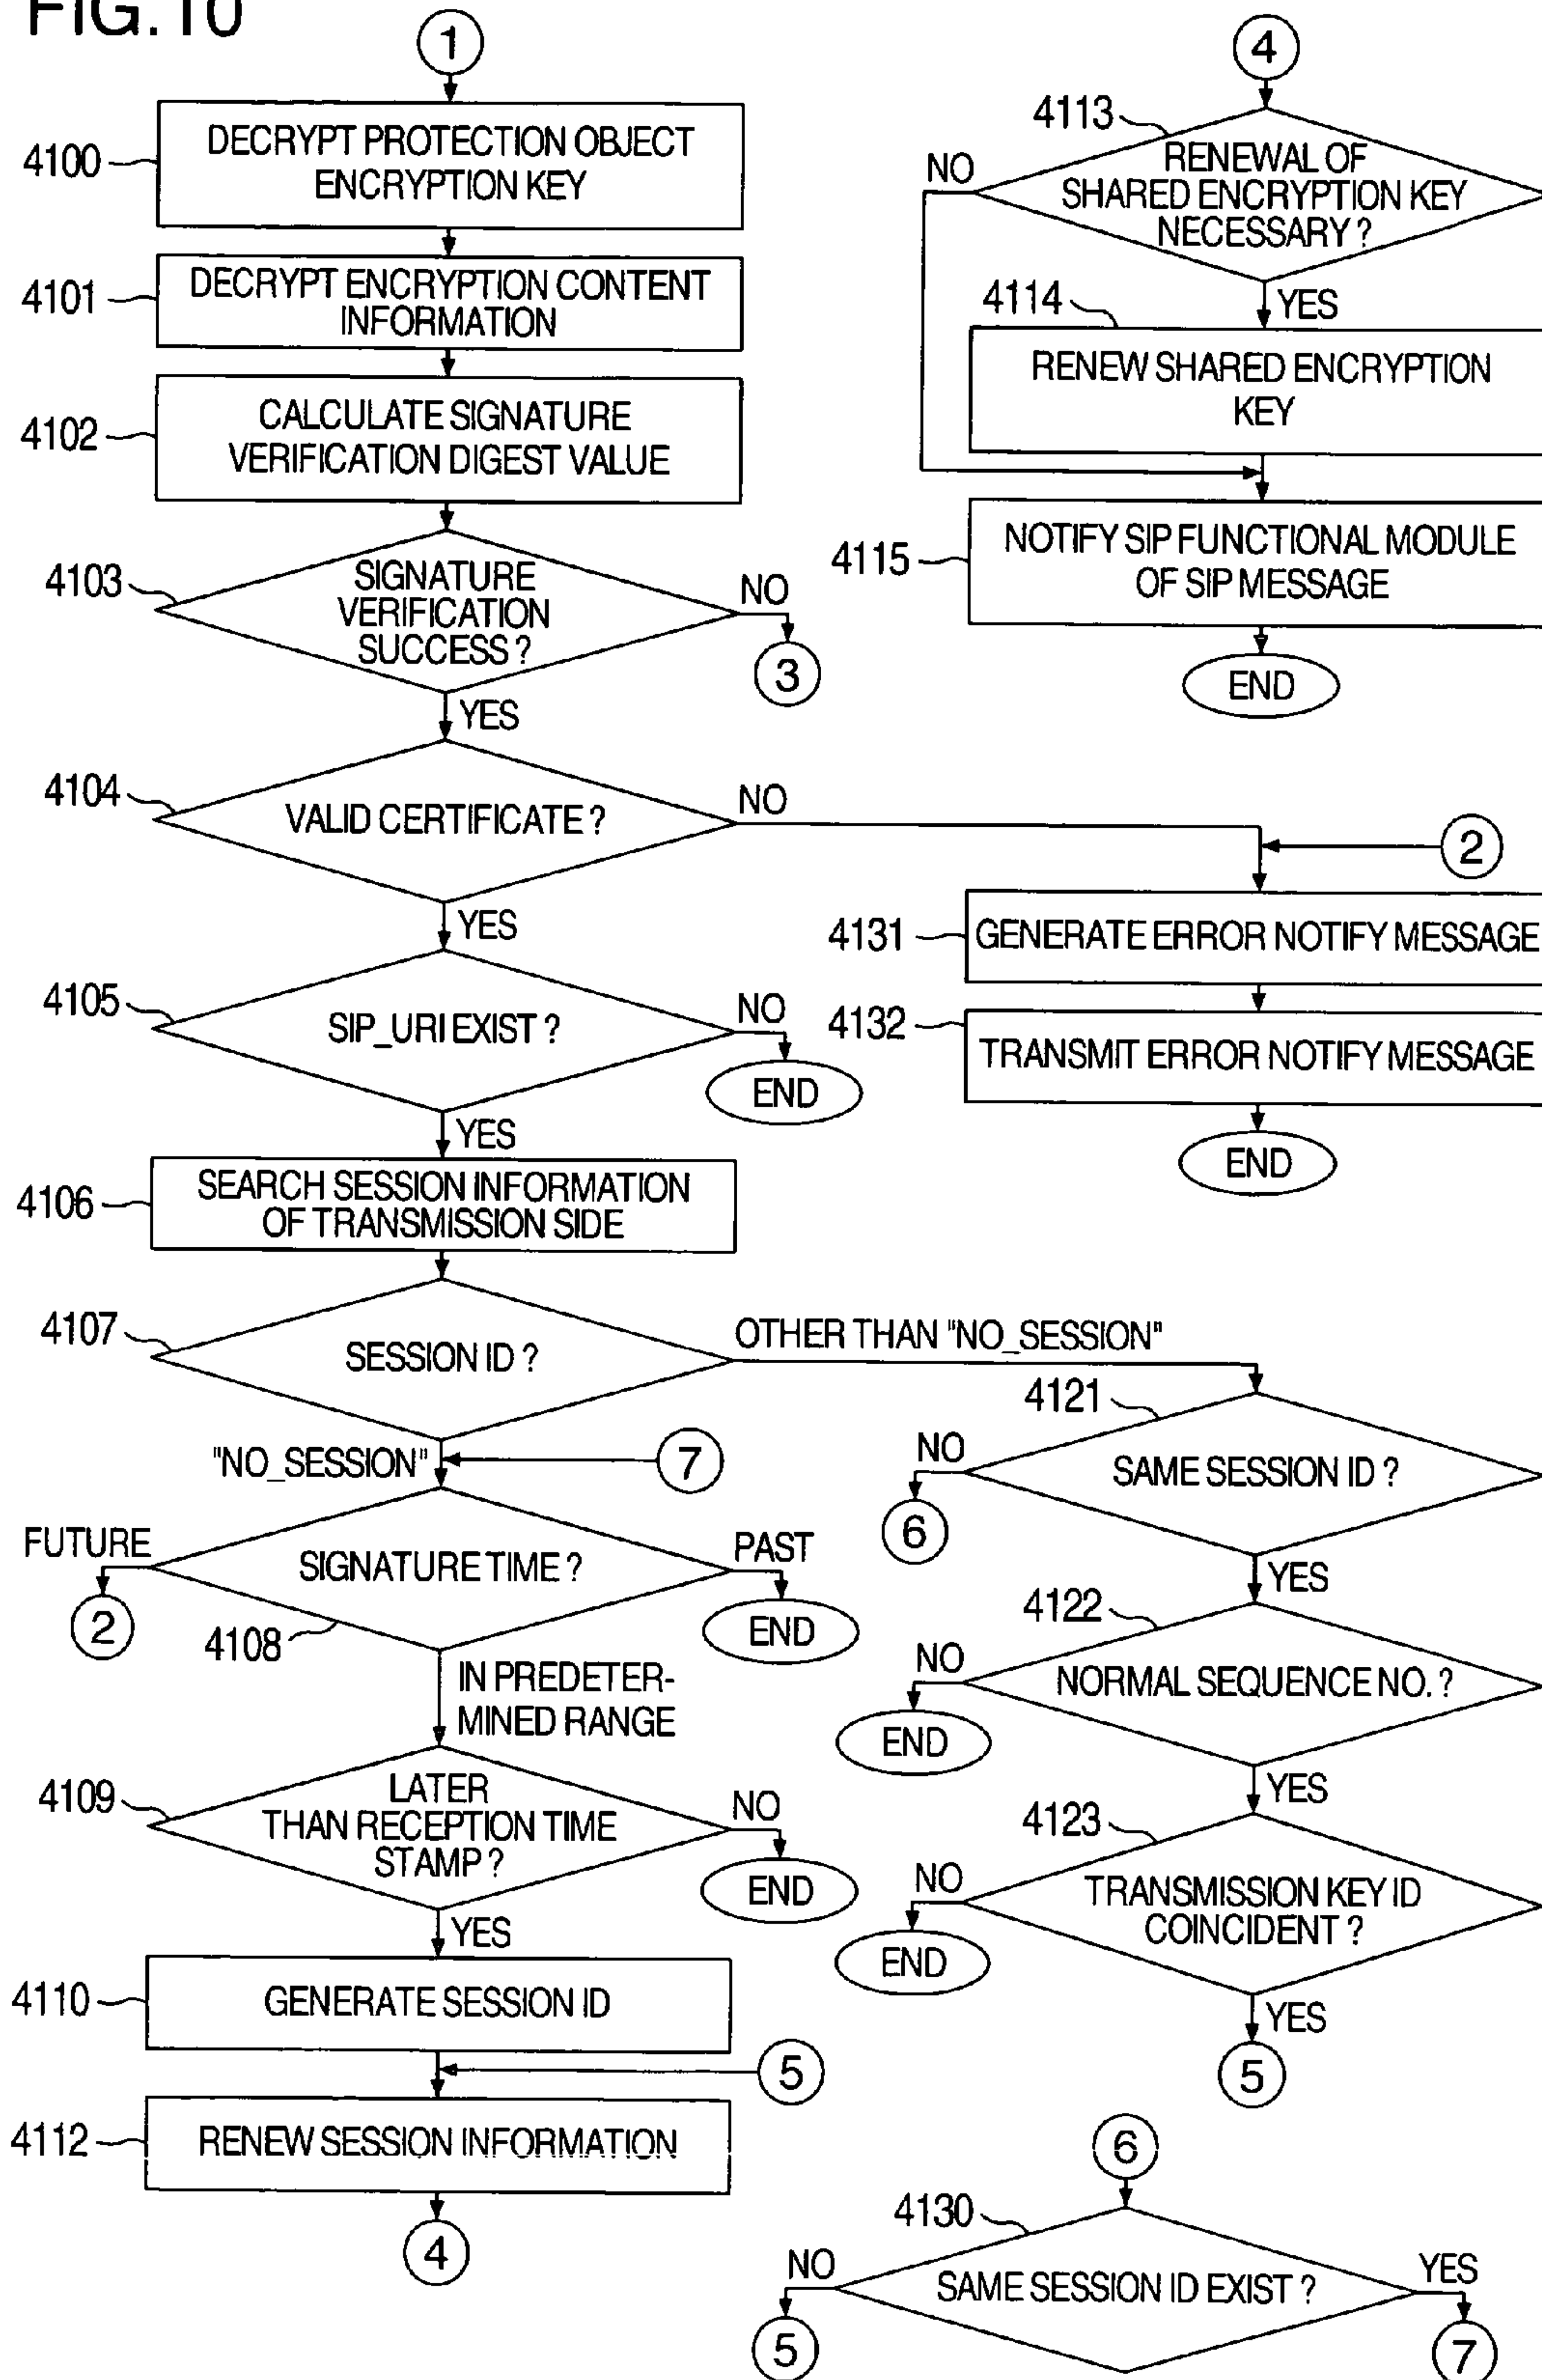 FIG. 10
1
4100
DECRYPT PROTECTION OBJECT
ENCRYPTION KEY
4101
DECRYPT ENCRYPTION CONTENT
INFORMATION
4102
CALCULATE SIGNATURE
VERIFICATION DIGEST VALUE
4103
SIGNATURE
VERIFICATION
SUCCESS ?
NO
3
YES
4104
VALID CERTIFICATE ?
NO
YES
4105
SIP_URI EXIST ?
NO
END
YES
4106
SEARCH SESSION INFORMATION
OF TRANSMISSION SIDE
4107
SESSION ID ?
OTHER THAN "NO_SESSION"
"NO_SESSION"
7
FUTURE
2
SIGNATURE TIME ?
4108
PAST
END
IN PREDETER-
MINED RANGE
4109
LATER
THAN RECEPTION TIME
STAMP ?
NO
END
YES
4110
GENERATE SESSION ID
5
4112
RENEW SESSION INFORMATION
4
4
4113
RENEWAL OF
SHARED ENCRYPTION KEY
NECESSARY ?
NO
YES
4114
RENEW SHARED ENCRYPTION
KEY
4115
NOTIFY SIP FUNCTIONAL MODULE
OF SIP MESSAGE
END
2
4131
GENERATE ERROR NOTIFY MESSAGE
4132
TRANSMIT ERROR NOTIFY MESSAGE
END
4121
SAME SESSION ID ?
NO
6
YES
4122
NORMAL SEQUENCE NO. ?
NO
END
YES
4123
TRANSMISSION KEY ID
COINCIDENT ?
NO
END
YES
5
6
4130
SAME SESSION ID EXIST ?
NO
5
YES
7